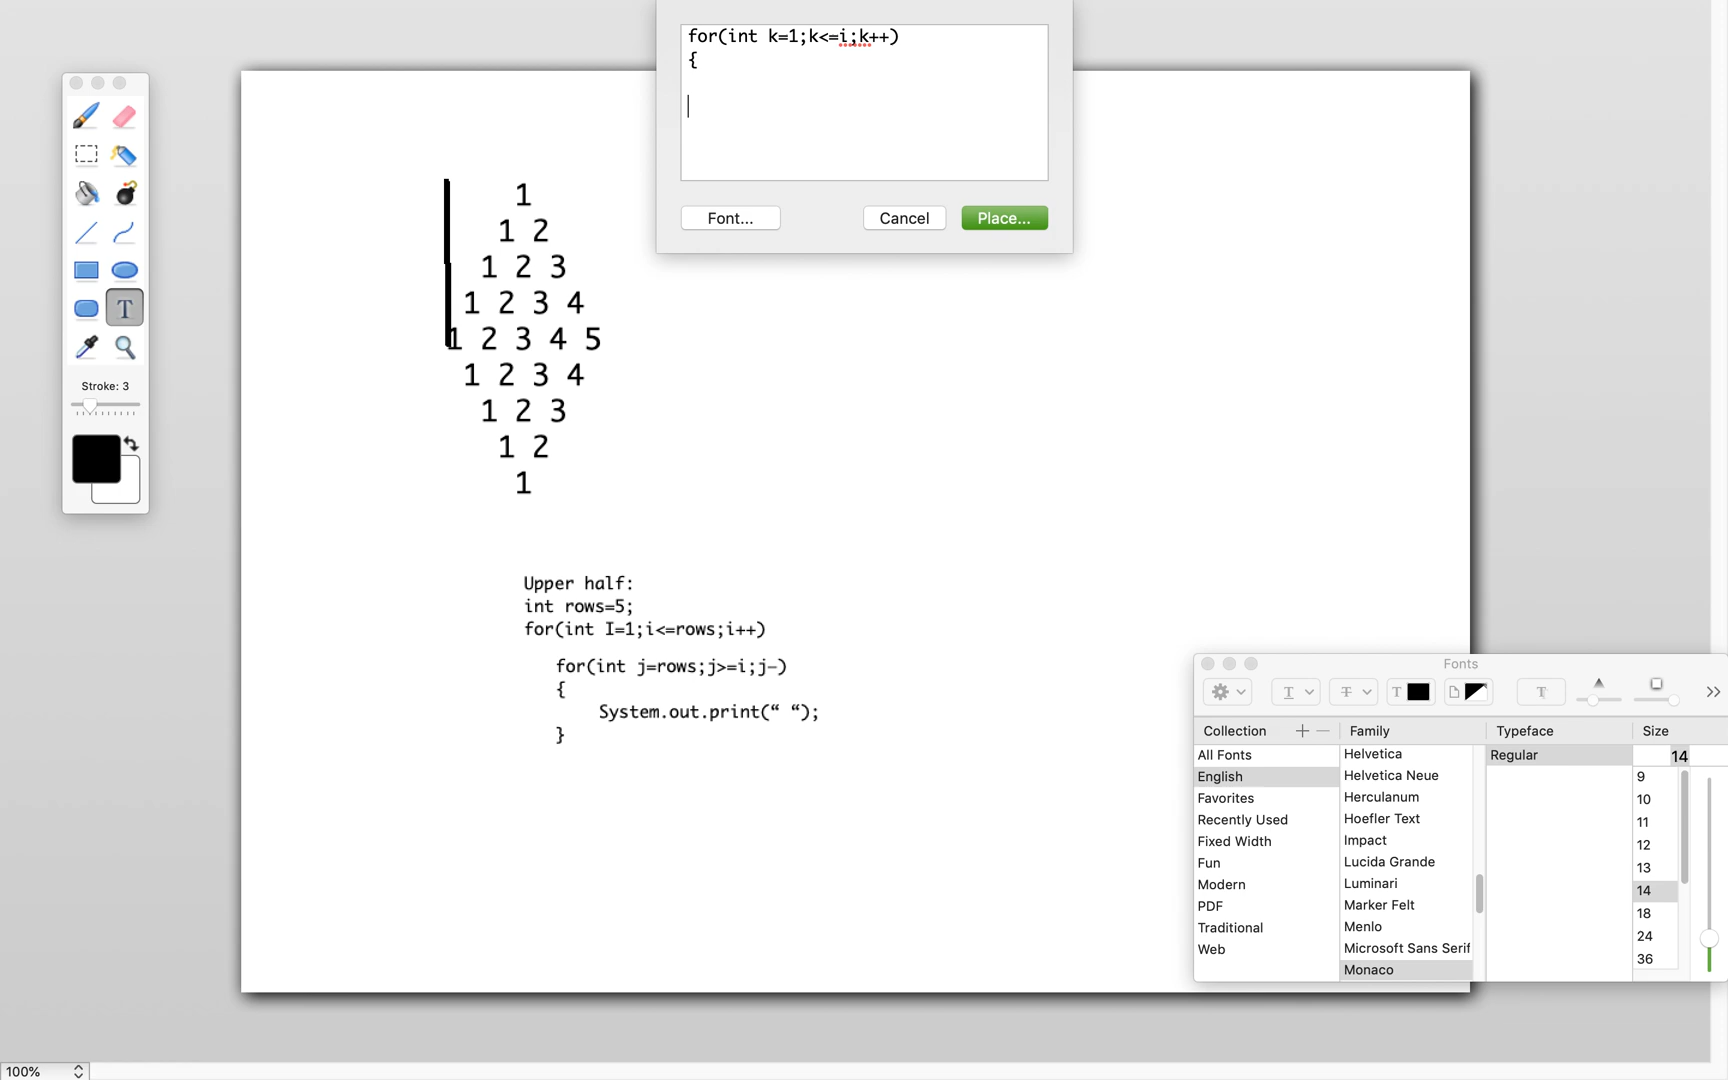 for(int k=1;k<=i;k++)
{
Font...
Cancel
Place...
1
1 2
1 2 3
1 2 3 4
1 2 3 4 5
1 2 3 4
1 2 3
1 2
1
T
Stroke: 3
Upper half:
int rows=5;
for(int I=1;i<=rows;i++)
for(int j=rows;j>=i;j–)
{
System.out.print(“ “);
}
Fonts
T
T
T
T
Collection
Family
Typeface
Size
All Fonts
English
Favorites
Recently Used
Fixed Width
Fun
Modern
PDF
Traditional
Web
Helvetica
Helvetica Neue
Herculanum
Hoefler Text
Impact
Lucida Grande
Luminari
Marker Felt
Menlo
Microsoft Sans Serif
Monaco
Regular
14
9
10
11
12
13
14
18
24
36
100%